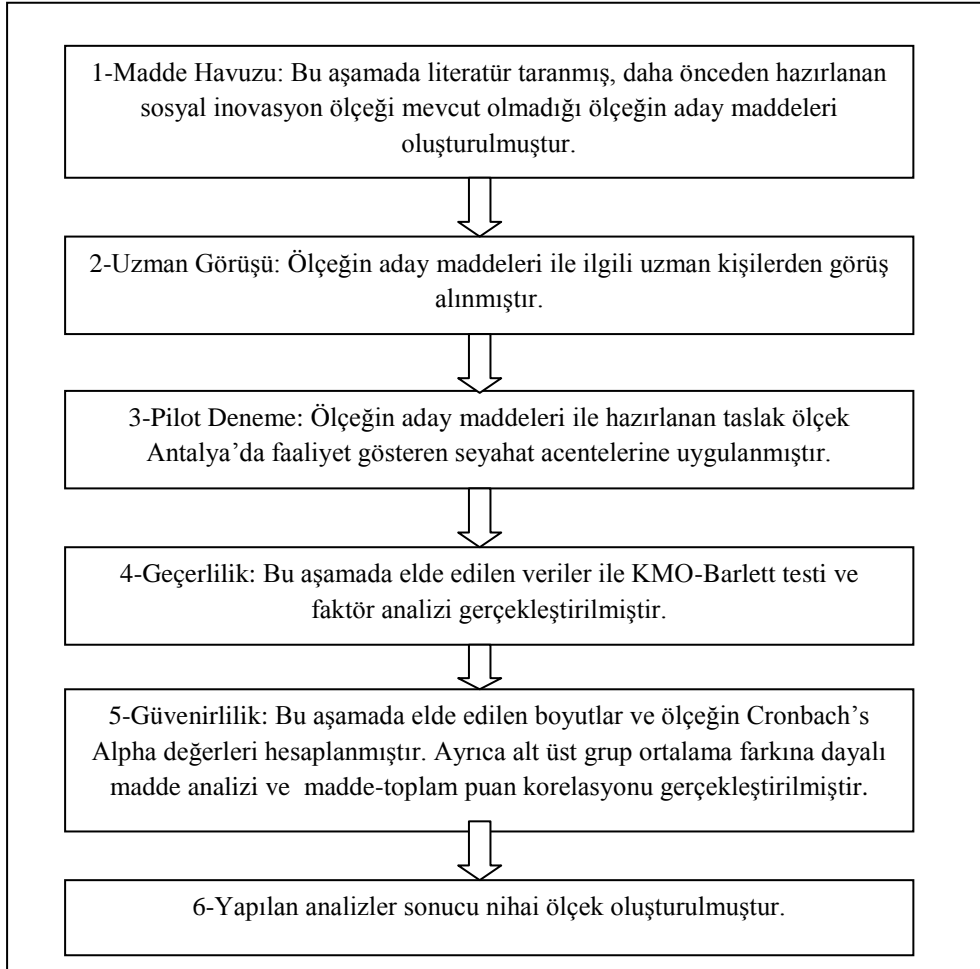 1-Madde Havuzu: Bu aşamada literatür taranmış, daha önceden hazırlanan
sosyal inovasyon ölçeği mevcut olmadığı ölçeğin aday maddeleri
oluşturulmuştur.
2-Uzman Görüşü: Ölçeğin aday maddeleri ile ilgili uzman kişilerden görüş
alınmıştır.
3-Pilot Deneme: Ölçeğin aday maddeleri ile hazırlanan taslak ölçek
Antalya’da faaliyet gösteren seyahat acentelerine uygulanmıştır.
4-Geçerlilik: Bu aşamada elde edilen veriler ile KMO-Barlett testi ve
faktör analizi gerçekleştirilmiştir.
5-Güvenirlilik: Bu aşamada elde edilen boyutlar ve ölçeğin Cronbach’s
Alpha değerleri hesaplanmıştır. Ayrıca alt üst grup ortalama farkına dayalı
madde analizi ve madde-toplam puan korelasyonu gerçekleştirilmiştir.
6-Yapılan analizler sonucu nihai ölçek oluşturulmuştur.